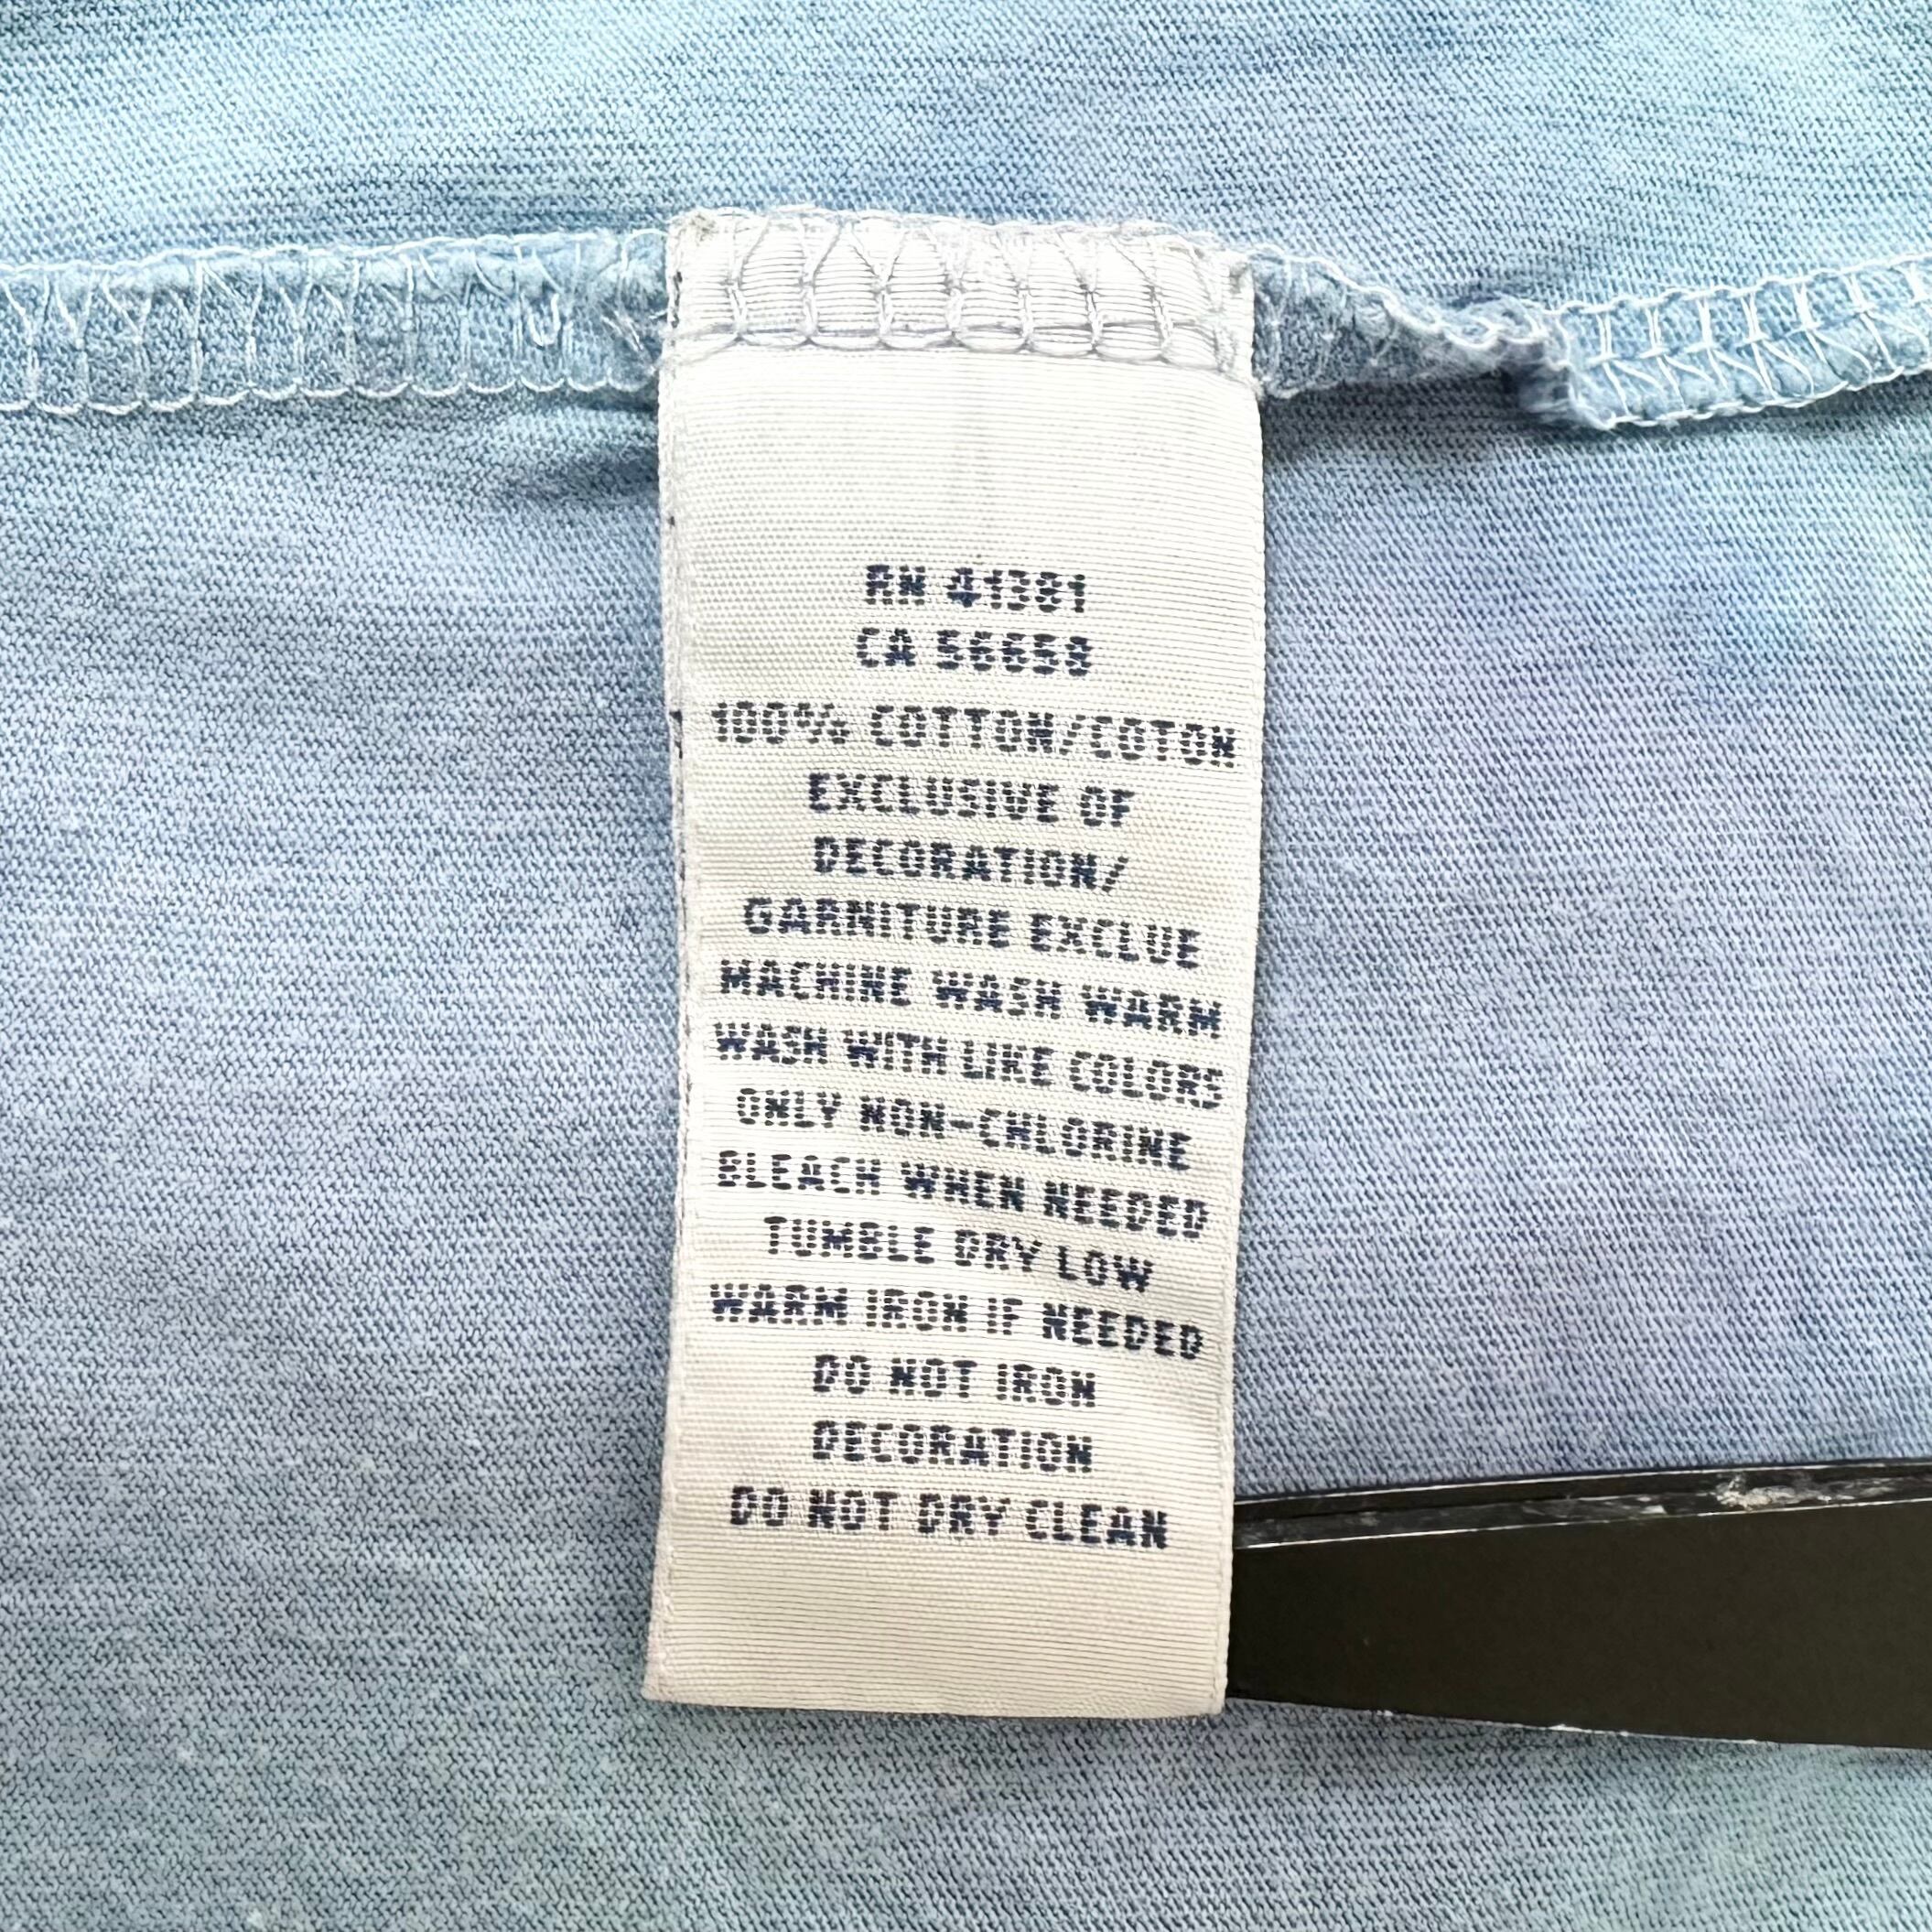 RN 41381
CA 56658
100% COTTON/COTON
EXCLUSIVE OF
DECORATION/
GARNITURE EXCLUE
MACHINE WASH WARM
WASH WITH LIKE COLORS
ONLY NON-CHLORINE
BLEACH WHEN NEEDED
TUMBLE DRY LOW
WARM IRON IF NEEDED
DO NOT IRON
DECORATION
DO NOT DRY CLEAN